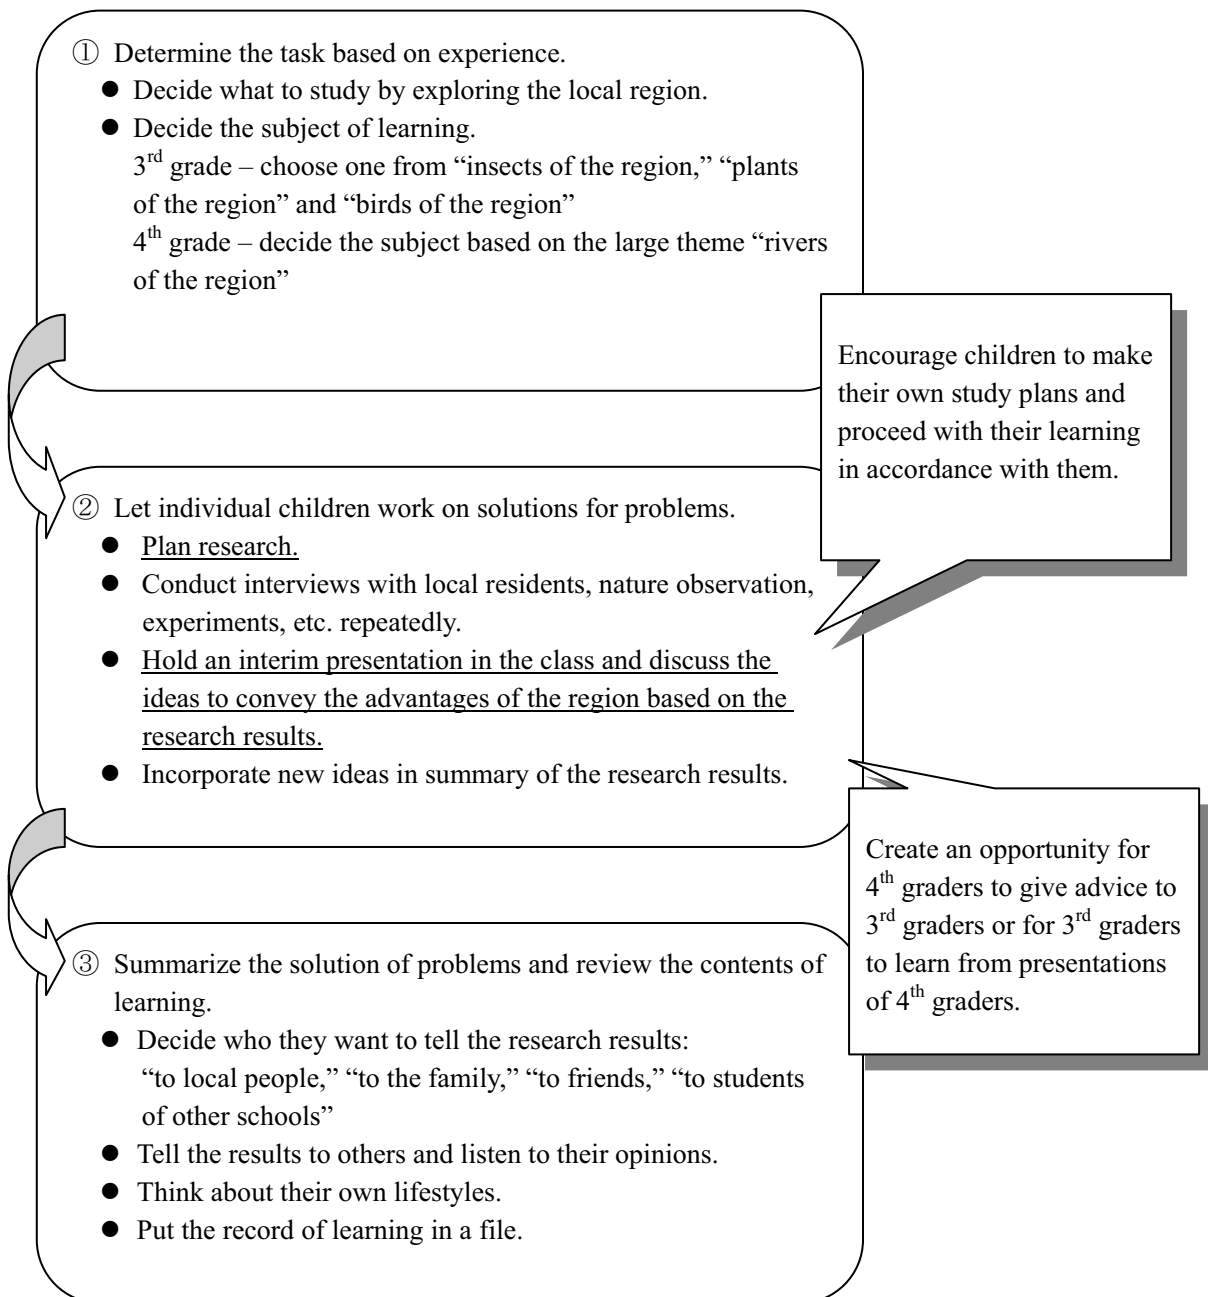 ① Determine the task based on experience.
● Decide what to study by exploring the local region.
● Decide the subject of learning.
3rd grade – choose one from “insects of the region,” “plants
of the region” and “birds of the region”
4th grade – decide the subject based on the large theme “rivers
of the region”
Encourage children to make
their own study plans and
proceed with their learning
in accordance with them.
② Let individual children work on solutions for problems.
● Plan research.
● Conduct interviews with local residents, nature observation,
experiments, etc. repeatedly.
● Hold an interim presentation in the class and discuss the
ideas to convey the advantages of the region based on the
research results.
● Incorporate new ideas in summary of the research results.
Create an opportunity for
4th graders to give advice to
3rd graders or for 3rd graders
to learn from presentations
of 4th graders.
③ Summarize the solution of problems and review the contents of
learning.
● Decide who they want to tell the research results:
“to local people,” “to the family,” “to friends,” “to students
of other schools”
● Tell the results to others and listen to their opinions.
● Think about their own lifestyles.
● Put the record of learning in a file.